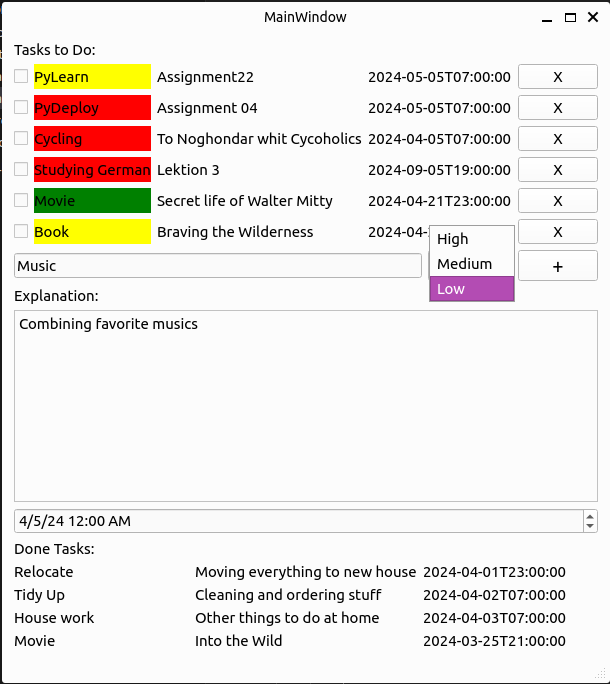 MainWindow
Tasks to Do:
PyLearn Assignment22 2024-05-05T07:00:00 X
PyDeploy Assignment 04 2024-05-05T07:00:00 X
Cycling To Noghondar whit Cycoholics 2024-04-05T07:00:00 X
Studying German Lektion 3 2024-09-05T19:00:00 X
Movie Secret life of Walter Mitty 2024-04-21T23:00:00 X
Book Braving the Wilderness 2024-04- X
High
Medium
Low
Music +
Explanation:
Combining favorite musics
4/5/24 12:00 AM
Done Tasks:
Relocate Moving everything to new house 2024-04-01T23:00:00
Tidy Up Cleaning and ordering stuff 2024-04-02T07:00:00
House work Other things to do at home 2024-04-03T07:00:00
Movie Into the Wild 2024-03-25T21:00:00